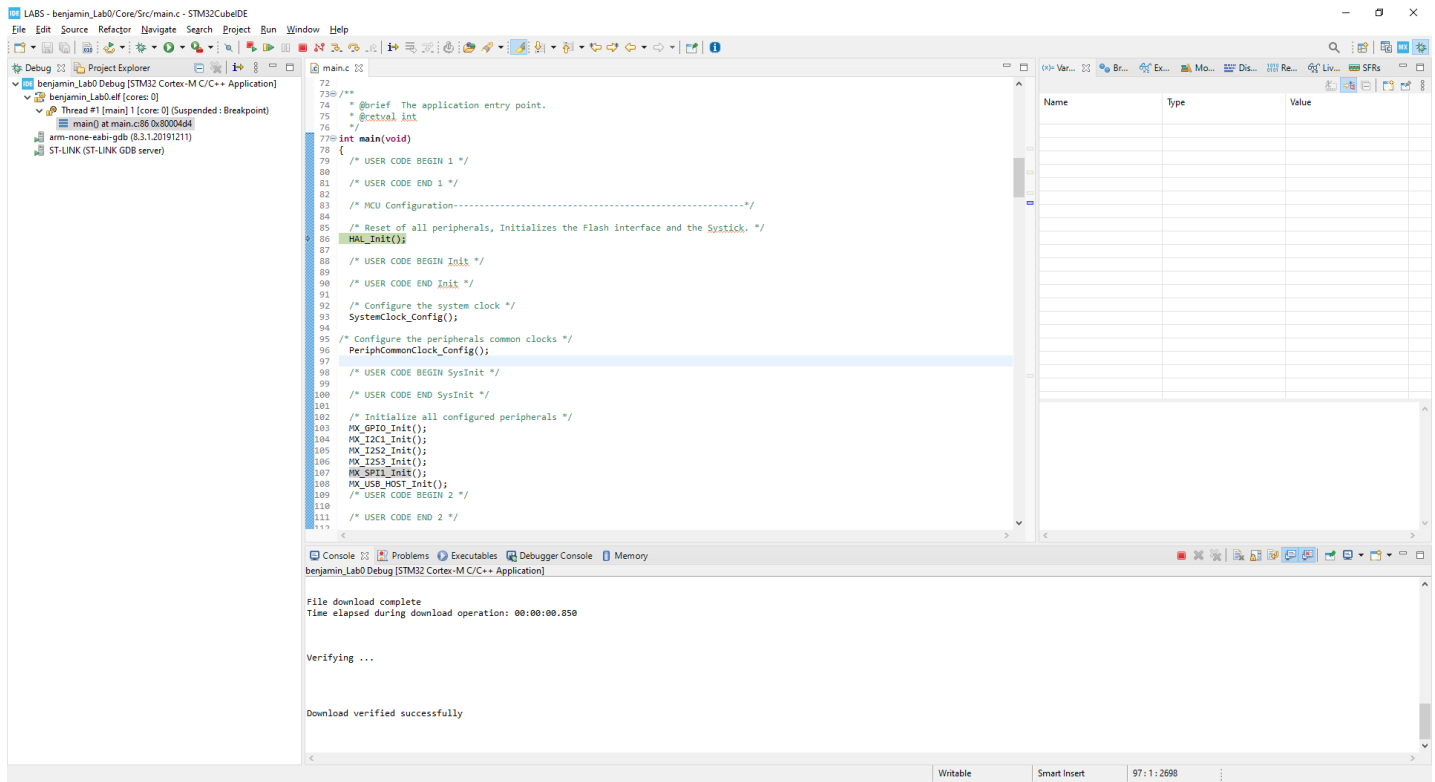 LABS - benjamin_Lab0/Core/Src/main.c - STM32CubeIDE
File Edit Source Refactor Navigate Search Project Run Window Help
Debug Project Explorer
benjamin_Lab0 Debug [STM32 Cortex-M C/C++ Application]
benjamin_Lab0.elf [cores: 0]
Thread #1 [main] 1 [core: 0] (Suspended : Breakpoint)
main() at main.c:86 0x80004d4
arm-none-eabi-gdb (8.3.1.20191211)
ST-LINK (ST-LINK GDB server)
main.c
72
73 /**
74 * @brief The application entry point.
75 * @retval int
76 */
77 int main(void)
78 {
79 /* USER CODE BEGIN 1 */
80
81 /* USER CODE END 1 */
82
83 /* MCU Configuration--------------------------------------------------------*/
84
85 /* Reset of all peripherals, Initializes the Flash interface and the Systick. */
86 HAL_Init();
87
88 /* USER CODE BEGIN Init */
89
90 /* USER CODE END Init */
91
92 /* Configure the system clock */
93 SystemClock_Config();
94
95 /* Configure the peripherals common clocks */
96 PeriphCommonClock_Config();
97
98 /* USER CODE BEGIN SysInit */
99
100 /* USER CODE END SysInit */
101
102 /* Initialize all configured peripherals */
103 MX_GPIO_Init();
104 MX_I2C1_Init();
105 MX_I2S2_Init();
106 MX_I2S3_Init();
107 MX_SPI1_Init();
108 MX_USB_HOST_Init();
109 /* USER CODE BEGIN 2 */
110
111 /* USER CODE END 2 */
112
(x)= Var... Br... Ex... Mo... Dis... Re... Liv... SFRs
Name Type Value
Console Problems Executables Debugger Console Memory
benjamin_Lab0 Debug [STM32 Cortex-M C/C++ Application]
File download complete
Time elapsed during download operation: 00:00:00.850
Verifying ...
Download verified successfully
Writable Smart Insert 97 : 1 : 2698